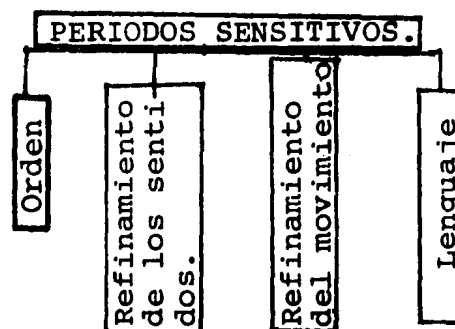 PERIODOS SENSITIVOS.
Orden
Refinamiento
de los senti
dos.
Refinamiento
del movimiento
Lenguaje